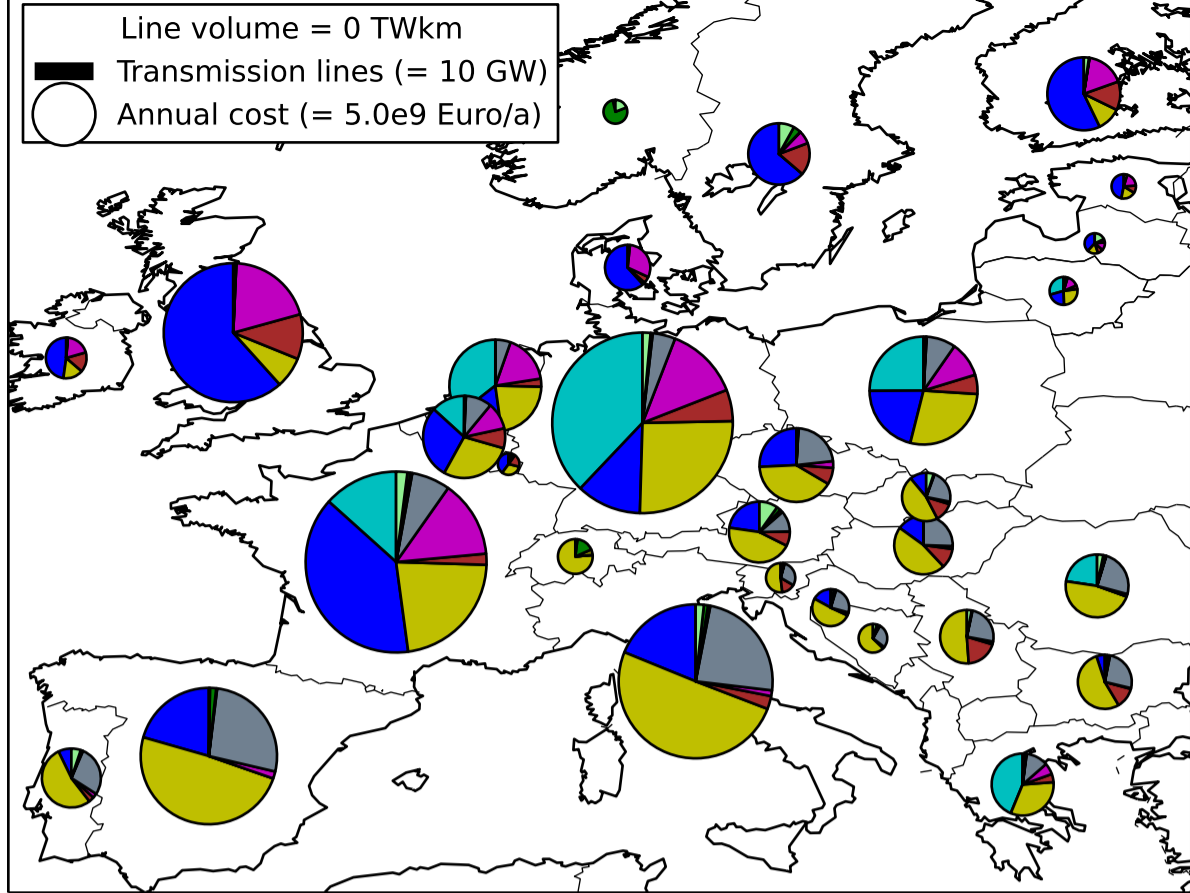 Line volume = 0 TWkm
Transmission lines (= 10 GW)
Annual cost (= 5.0e9 Euro/a)